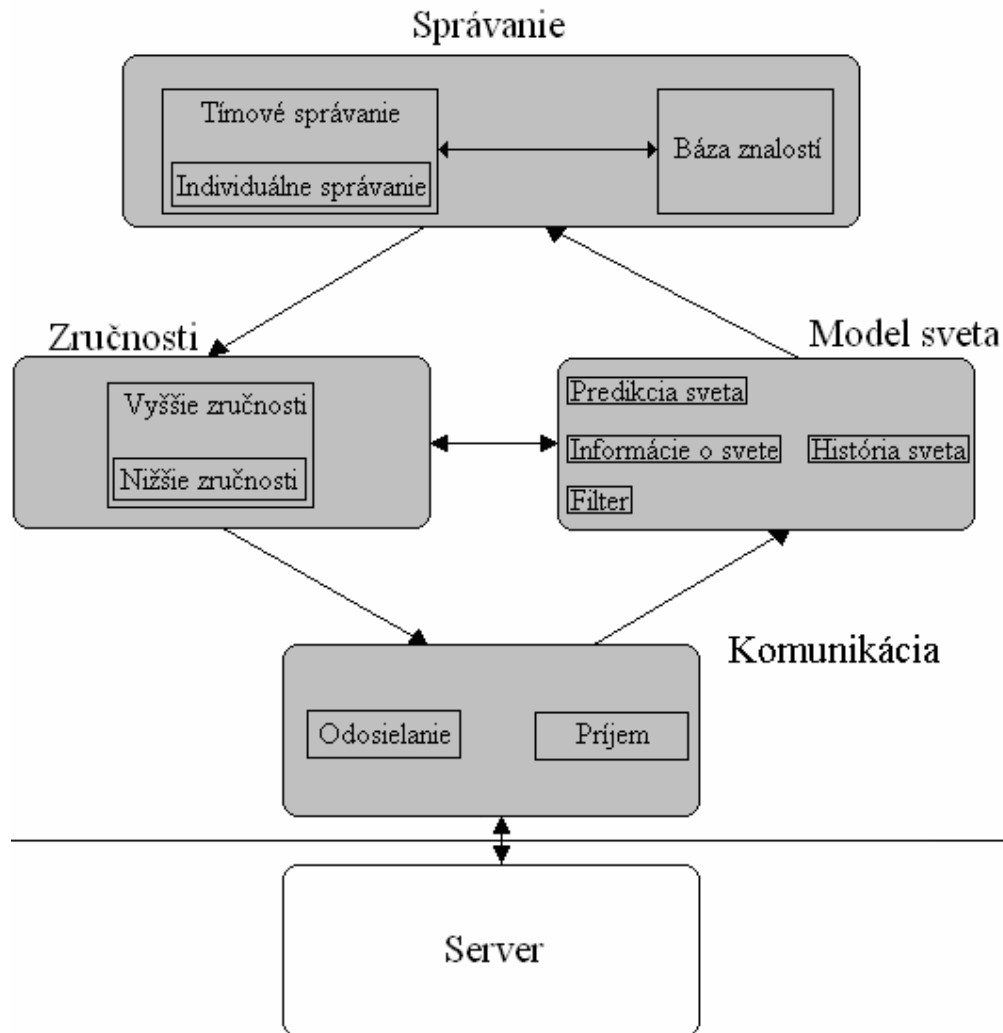 Správanie
Tímové správanie
Báza znalostí
Individuálne správanie
Zručnosti
Model sveta
Vyššie zručnosti
Nižšie zručnosti
Predikcia sveta
Informácie o svete
História sveta
Filter
Komunikácia
Odosielanie
Príjem
Server